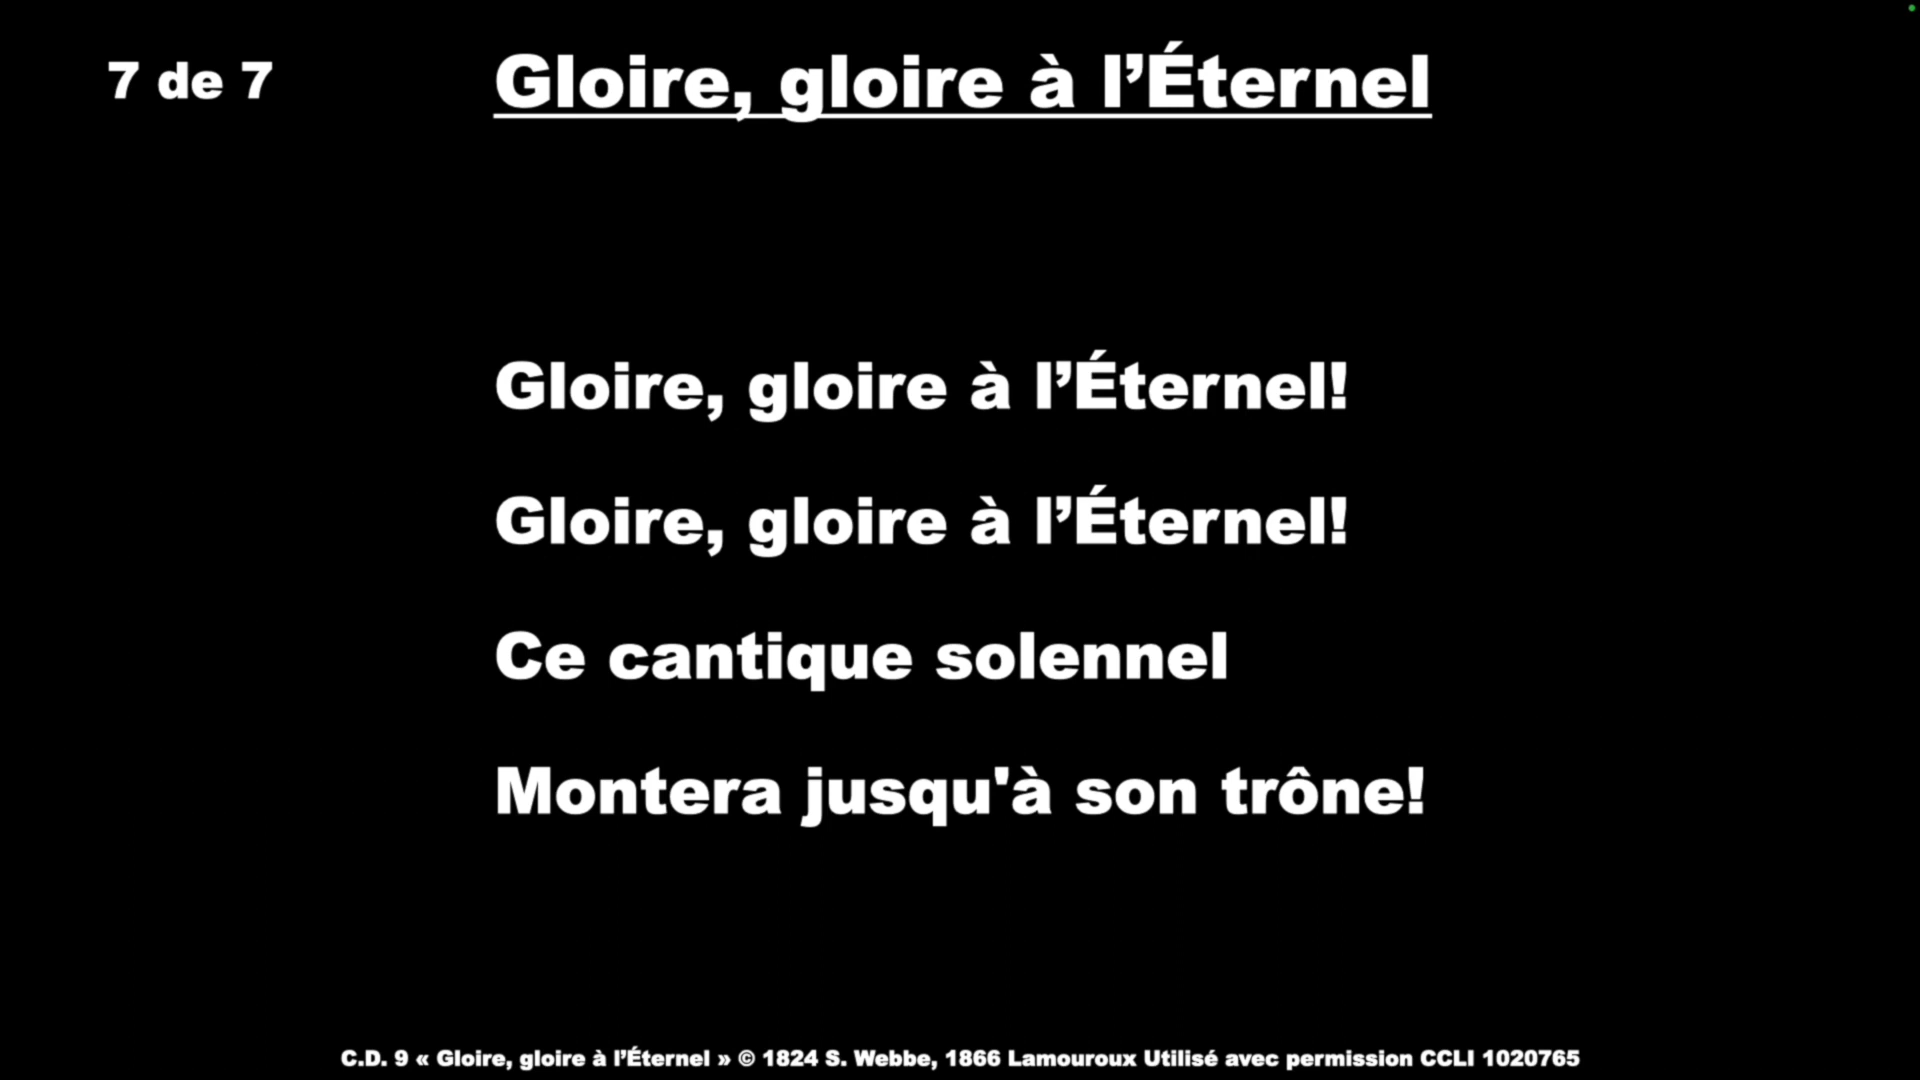 7 de 7
Gloire, gloire à l’Éternel
Gloire, gloire à l’Éternel!
Gloire, gloire à l’Éternel!
Ce cantique solennel
Montera jusqu'à son trône!
C.D. 9 « Gloire, gloire à l’Éternel » © 1824 S. Webbe, 1866 Lamouroux Utilisé avec permission CCLI 1020765